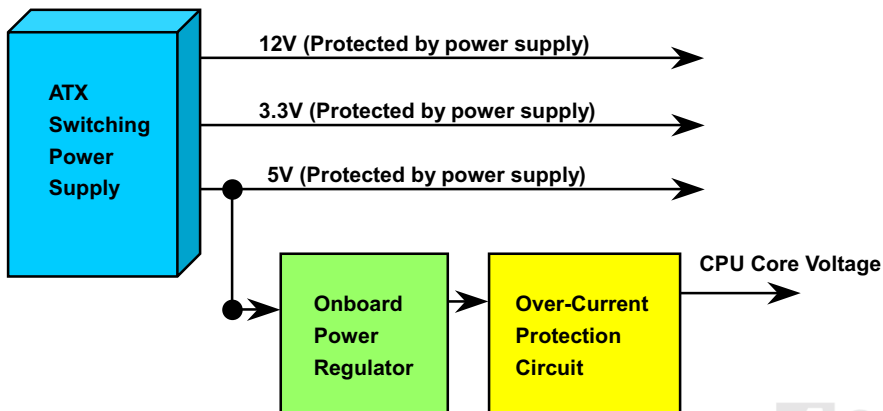 12V (Protected by power supply)
ATX
Switching
Power
Supply
3.3V (Protected by power supply)
5V (Protected by power supply)
CPU Core Voltage
Onboard
Power
Regulator
Over-Current
Protection
Circuit